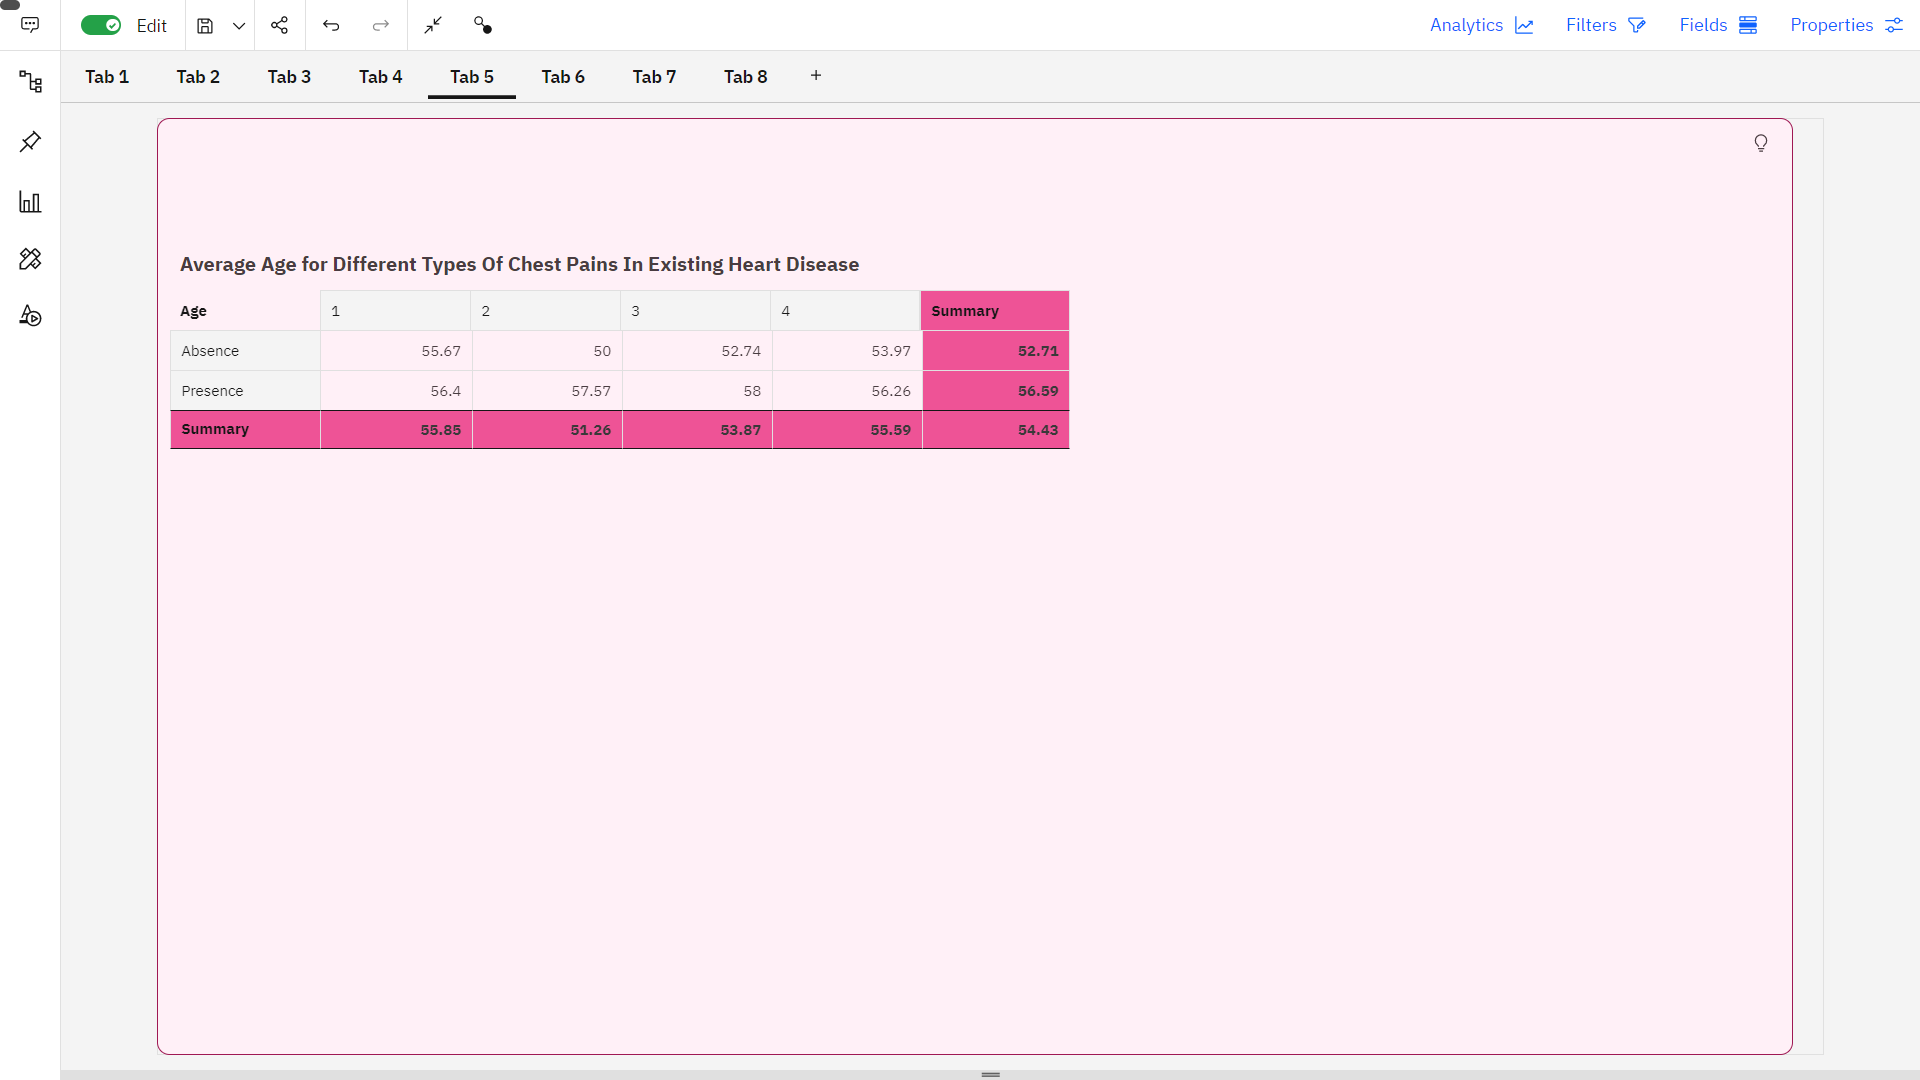 Edit
Analytics Filters Fields Properties
Tab 1 Tab 2 Tab 3 Tab 4 Tab 5 Tab 6 Tab 7 Tab 8 +
Average Age for Different Types Of Chest Pains In Existing Heart Disease
Age 1 2 3 4 Summary
Absence 55.67 50 52.74 53.97 52.71
Presence 56.4 57.57 58 56.26 56.59
Summary 55.85 51.26 53.87 55.59 54.43